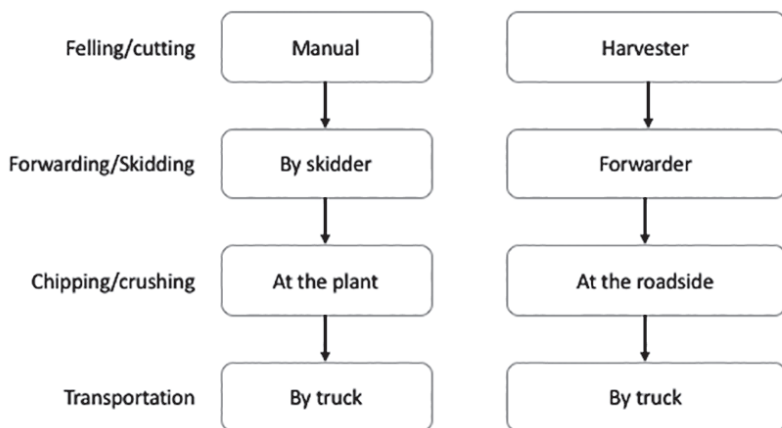 Felling/cutting Manual Harvester
Forwarding/Skidding By skidder Forwarder
Chipping/crushing At the plant At the roadside
Transportation By truck By truck